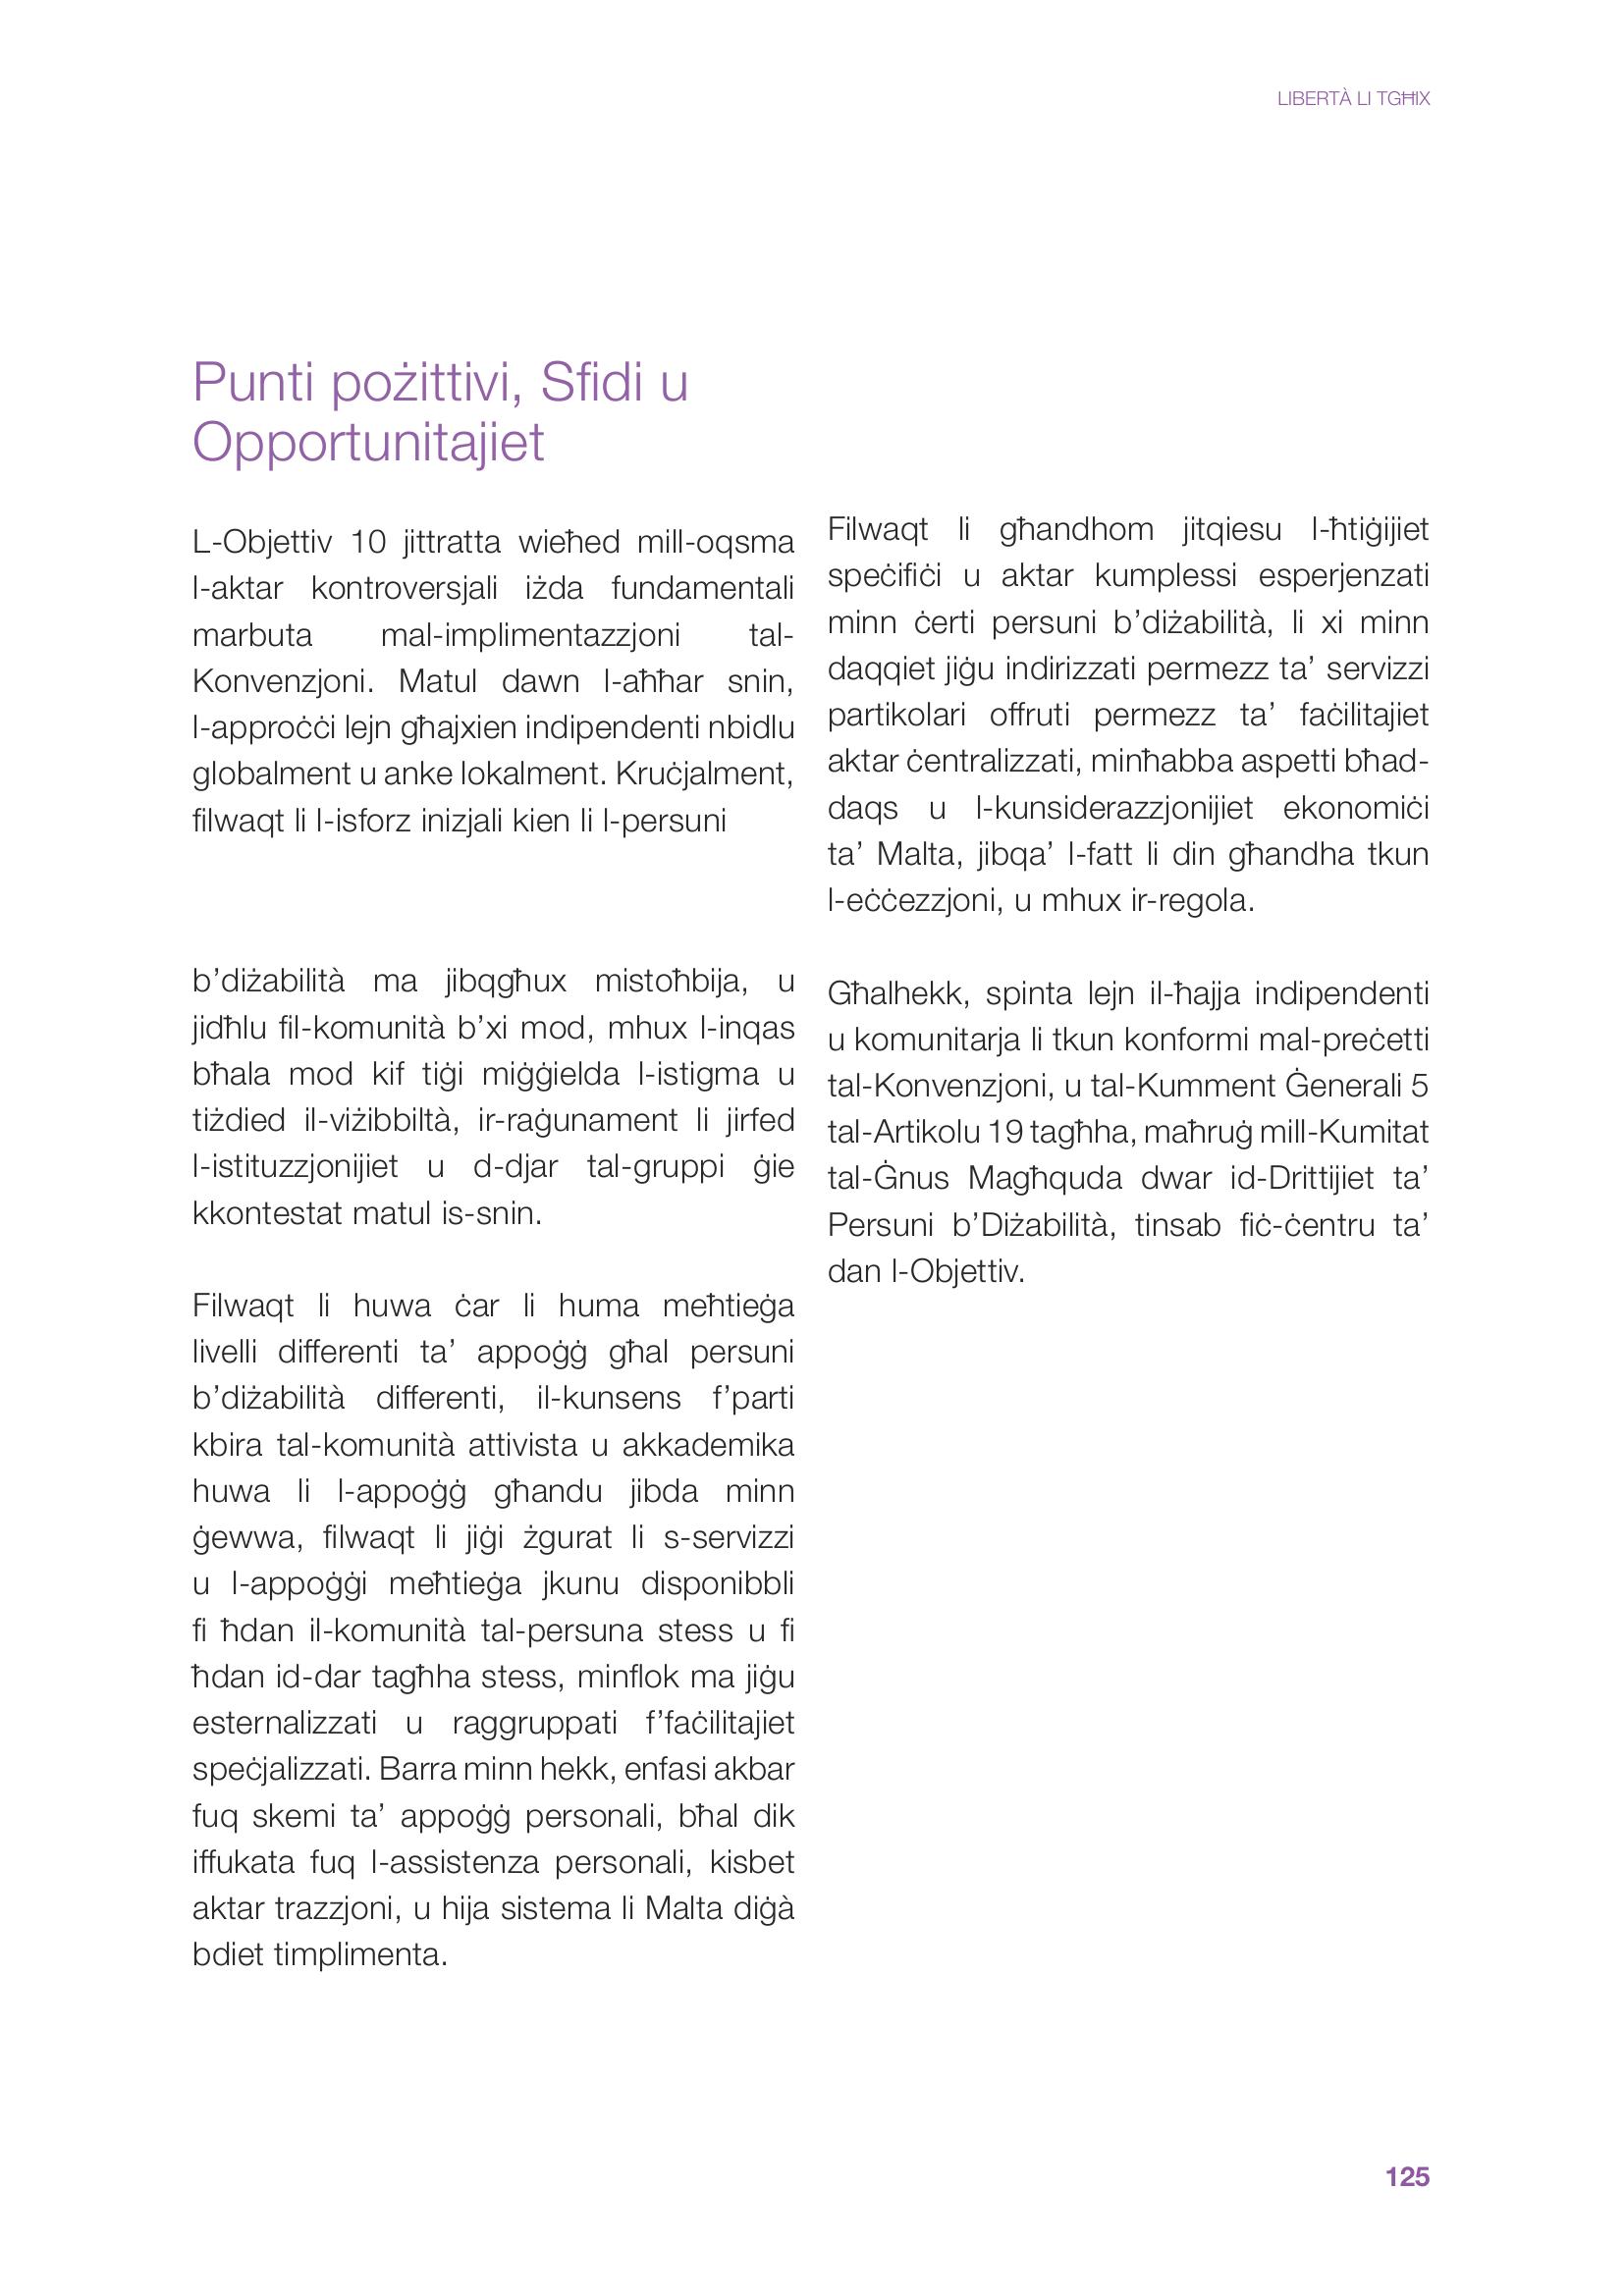 LIBERTÀ LI TGĦIX
Punti pożittivi, Sfidi u
Opportunitajiet
L-Objettiv 10 jittratta wieħed mill-oqsma
l-aktar kontroversjali iżda fundamentali
marbuta mal-implimentazzjoni tal-
Konvenzjoni. Matul dawn l-aħħar snin,
l-approċċi lejn għajxien indipendenti nbidlu
globalment u anke lokalment. Kruċjalment,
filwaqt li l-isforz inizjali kien li l-persuni
b’diżabilità ma jibqgħux mistoħbija, u
jidħlu fil-komunità b’xi mod, mhux l-inqas
bħala mod kif tiġi miġġielda l-istigma u
tiżdied il-viżibbiltà, ir-raġunament li jirfed
l-istituzzjonijiet u d-djar tal-gruppi ġie
kkontestat matul is-snin.
Filwaqt li huwa ċar li huma meħtieġa
livelli differenti ta’ appoġġ għal persuni
b’diżabilità differenti, il-kunsens f’parti
kbira tal-komunità attivista u akkademika
huwa li l-appoġġ għandu jibda minn
ġewwa, filwaqt li jiġi żgurat li s-servizzi
u l-appoġġi meħtieġa jkunu disponibbli
fi ħdan il-komunità tal-persuna stess u fi
ħdan id-dar tagħha stess, minflok ma jiġu
esternalizzati u raggruppati f’faċilitajiet
speċjalizzati. Barra minn hekk, enfasi akbar
fuq skemi ta’ appoġġ personali, bħal dik
iffukata fuq l-assistenza personali, kisbet
aktar trazzjoni, u hija sistema li Malta diġà
bdiet timplimenta.
Filwaqt li għandhom jitqiesu l-ħtiġijiet
speċifiċi u aktar kumplessi esperjenzati
minn ċerti persuni b’diżabilità, li xi minn
daqqiet jiġu indirizzati permezz ta’ servizzi
partikolari offruti permezz ta’ faċilitajiet
aktar ċentralizzati, minħabba aspetti bħad-
daqs u l-kunsiderazzjonijiet ekonomiċi
ta’ Malta, jibqa’ l-fatt li din għandha tkun
l-eċċezzjoni, u mhux ir-regola.
Għalhekk, spinta lejn il-ħajja indipendenti
u komunitarja li tkun konformi mal-preċetti
tal-Konvenzjoni, u tal-Kumment Ġenerali 5
tal-Artikolu 19 tagħha, maħruġ mill-Kumitat
tal-Ġnus Magħquda dwar id-Drittijiet ta’
Persuni b’Diżabilità, tinsab fiċ-ċentru ta’
dan l-Objettiv.
125